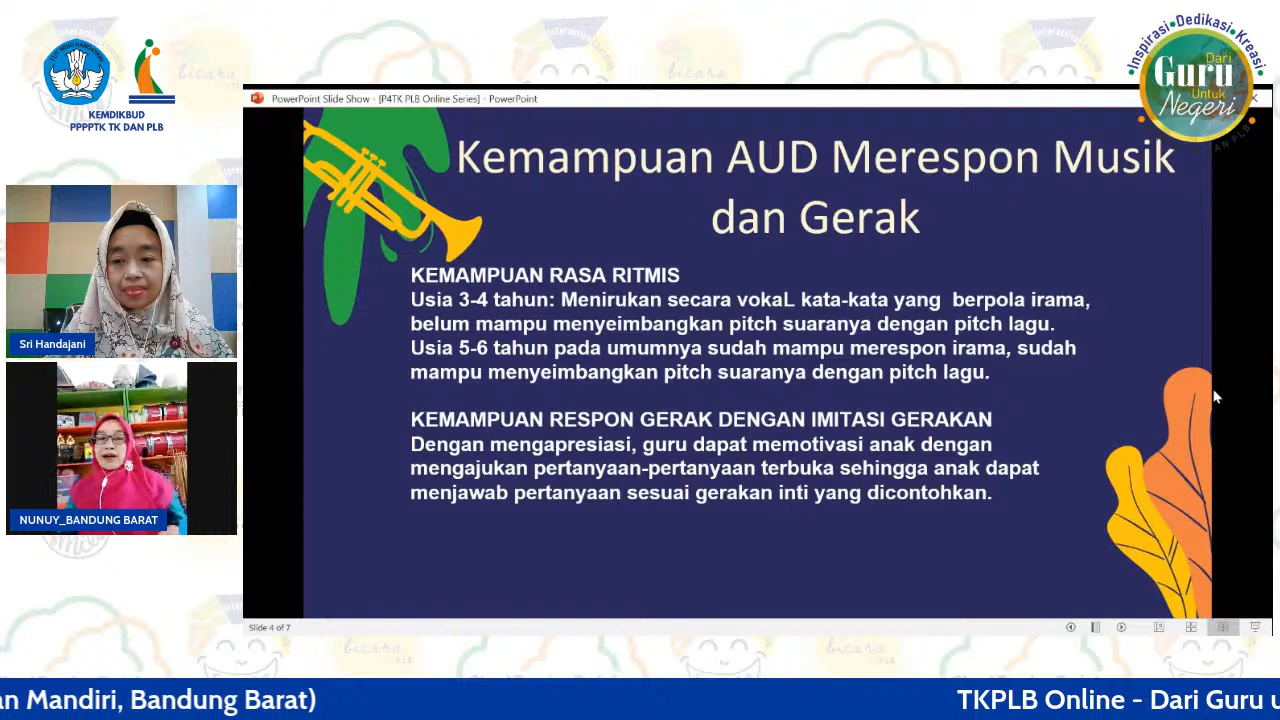 TUT WURI HANDAYANI
KEMDIKBUD
PPPPTK TK DAN PLB
Inspirasi•Dedikasi•Kreasi
Dari
Guru
Untuk
Negeri
PowerPoint Slide Show - [P4TK PLB Online Series] - PowerPoint
Kemampuan AUD Merespon Musik
dan Gerak
KEMAMPUAN RASA RITMIS
Usia 3-4 tahun: Menirukan secara vokaL kata-kata yang berpola irama,
belum mampu menyeimbangkan pitch suaranya dengan pitch lagu.
Usia 5-6 tahun pada umumnya sudah mampu merespon irama, sudah
mampu menyeimbangkan pitch suaranya dengan pitch lagu.
KEMAMPUAN RESPON GERAK DENGAN IMITASI GERAKAN
Dengan mengapresiasi, guru dapat memotivasi anak dengan
mengajukan pertanyaan-pertanyaan terbuka sehingga anak dapat
menjawab pertanyaan sesuai gerakan inti yang dicontohkan.
Sri Handajani
NUNUY_BANDUNG BARAT
Slide 4 of 7
an Mandiri, Bandung Barat)
TKPLB Online - Dari Guru u